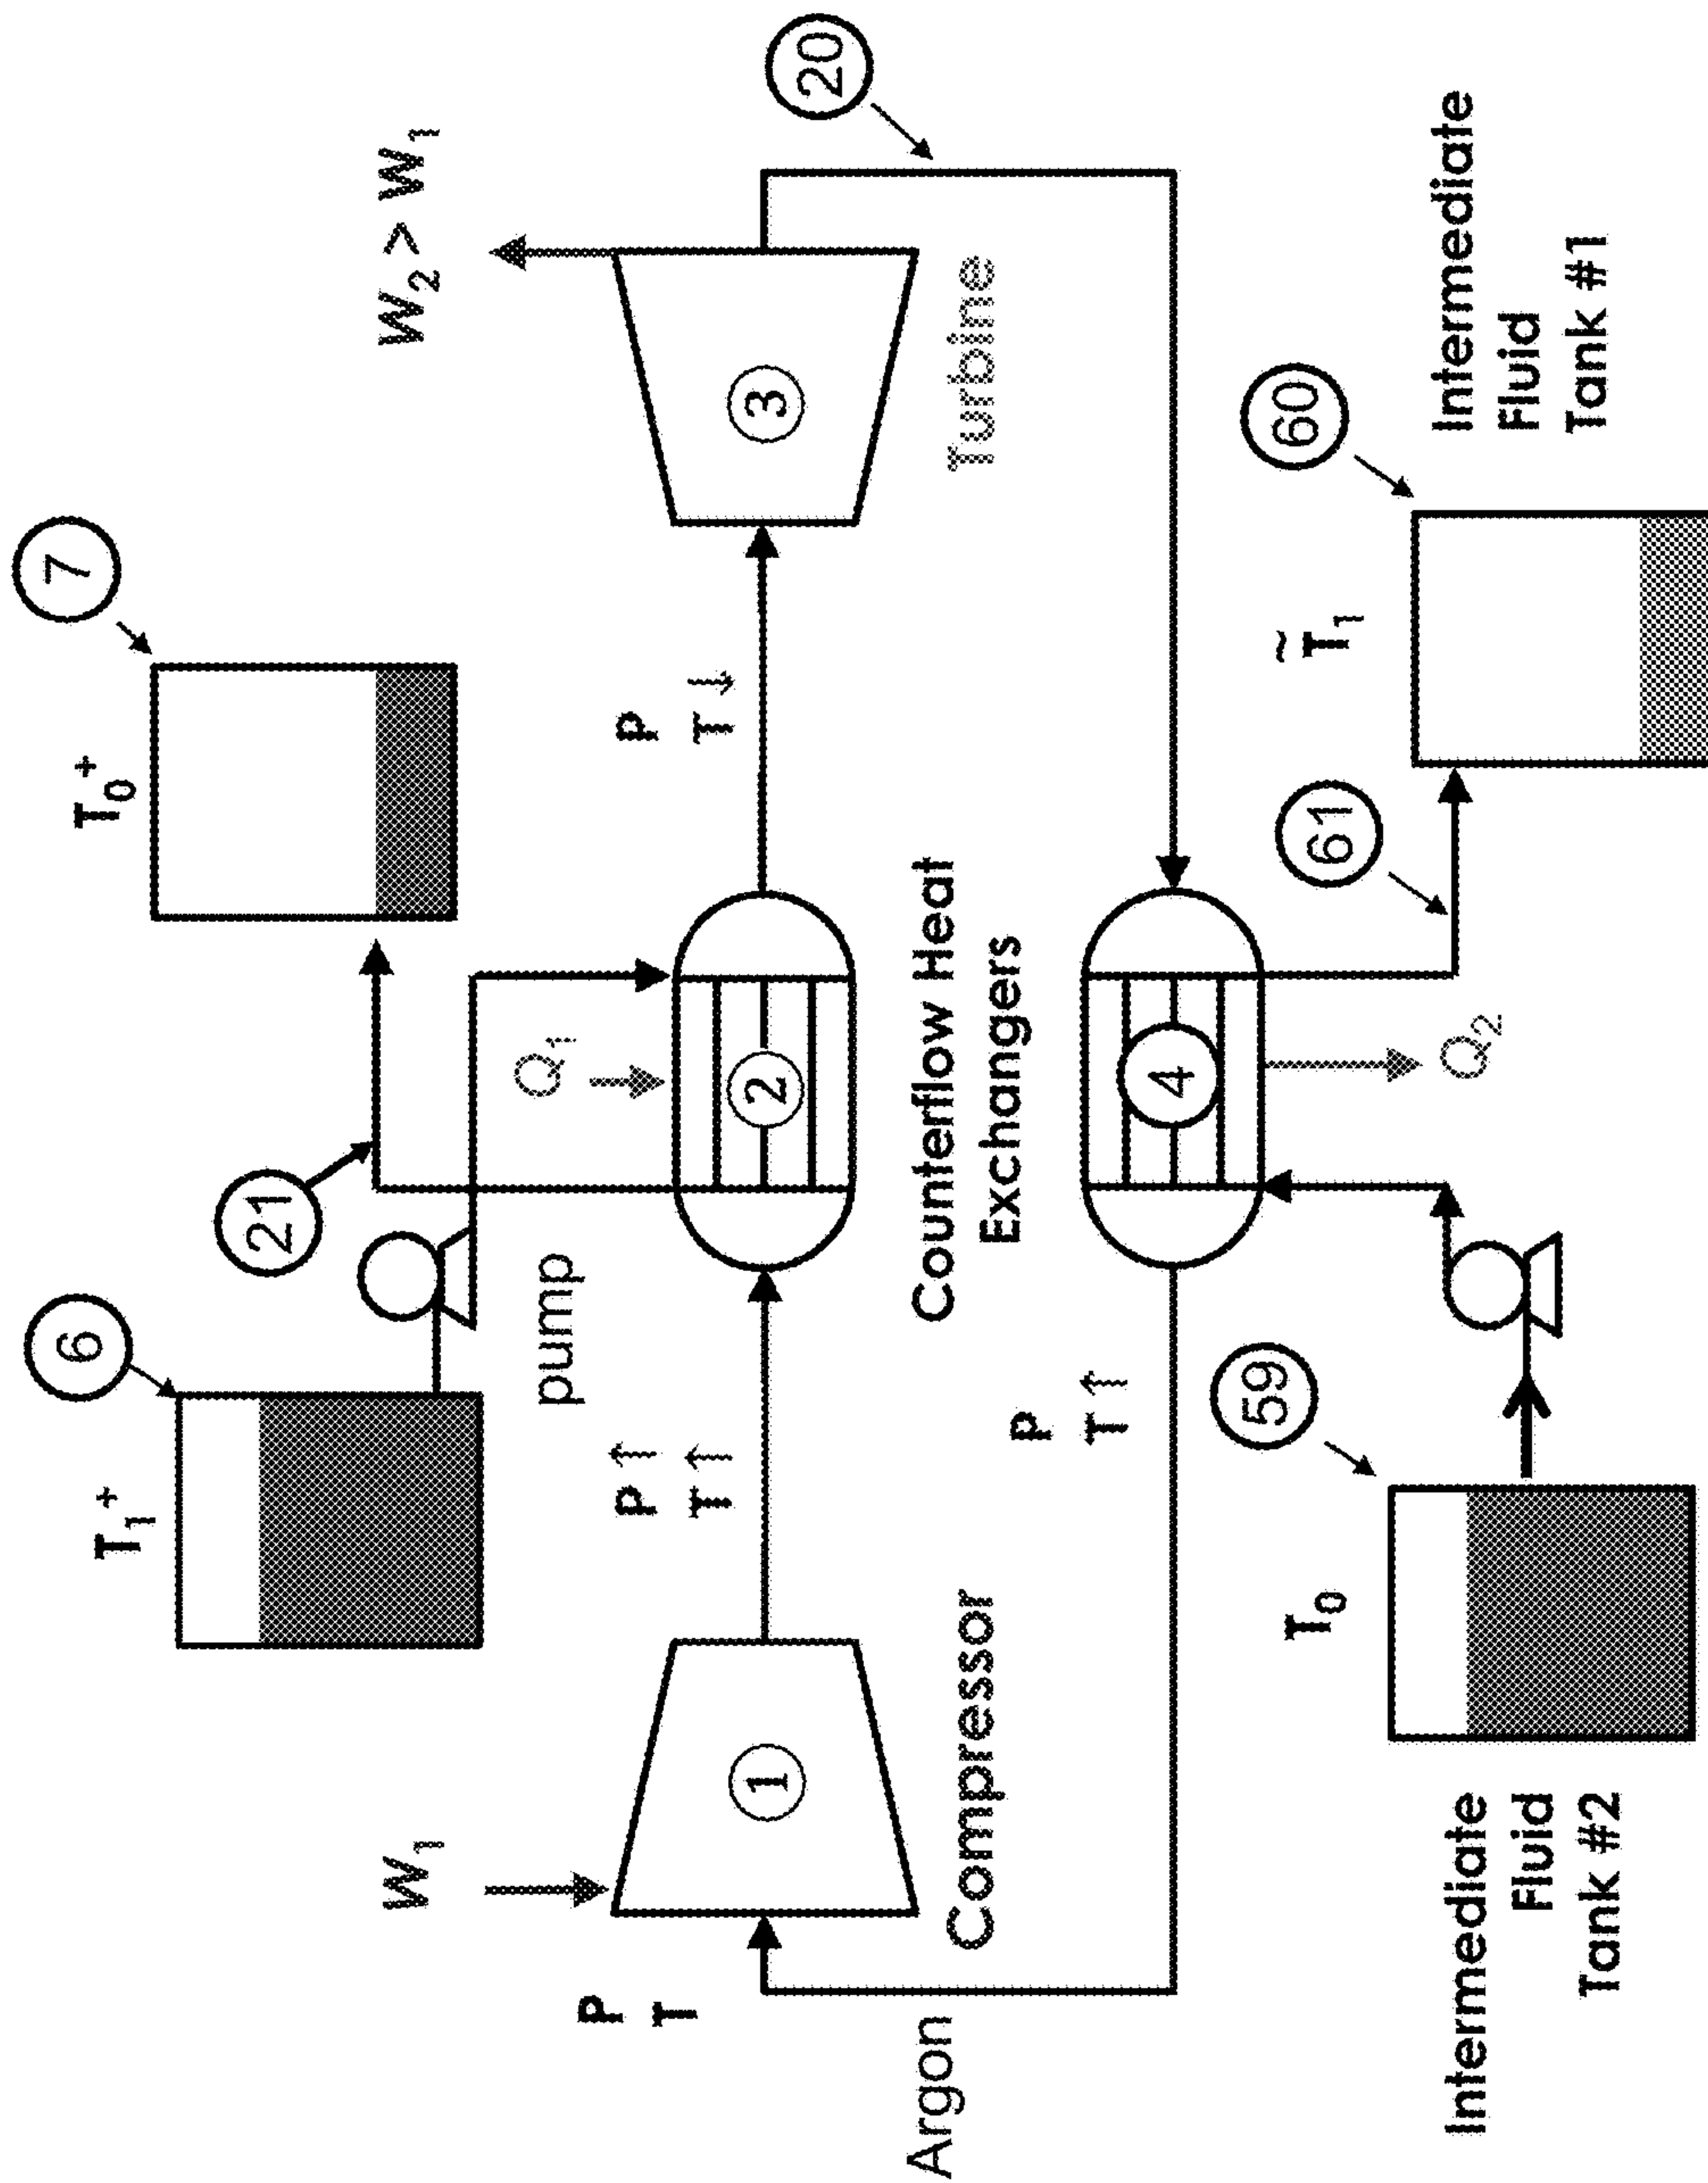 6
7
T₁⁺
T₀⁺
21
W₁
W₂ > W₁
pump
Q₁
P
T
P ↑
T ↑
P
T ↓
1
2
3
20
Argon
Compressor
Counterflow Heat
Exchangers
Turbine
P
T ↑
4
59
61
60
T₀
T̃₁
Q₂
Intermediate
Fluid
Tank #2
Intermediate
Fluid
Tank #1